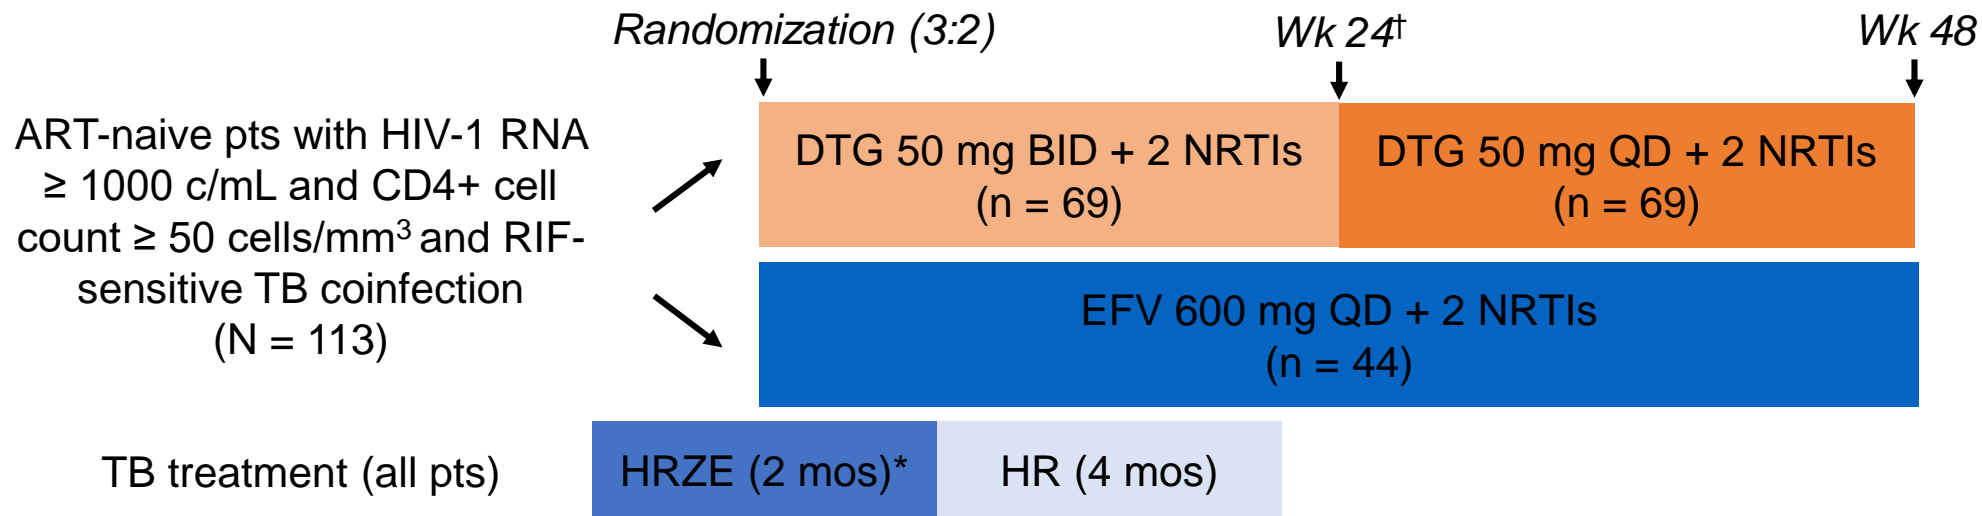 Randomization (3:2)
Wk 24†
Wk 48
ART-naive pts with HIV-1 RNA
≥ 1000 c/mL and CD4+ cell
count ≥ 50 cells/mm³ and RIF-
sensitive TB coinfection
(N = 113)
DTG 50 mg BID + 2 NRTIs
(n = 69)
DTG 50 mg QD + 2 NRTIs
(n = 69)
EFV 600 mg QD + 2 NRTIs
(n = 44)
TB treatment (all pts)
HRZE (2 mos)*
HR (4 mos)